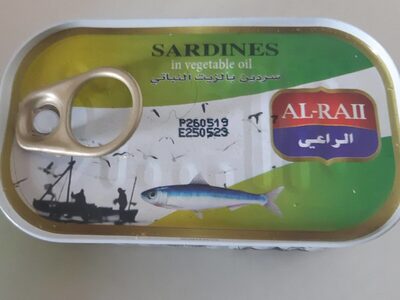 SARDINES
in vegetable oil
سردين بالزيت النباتي
P260519
E250523
AL-RAII
الراعي